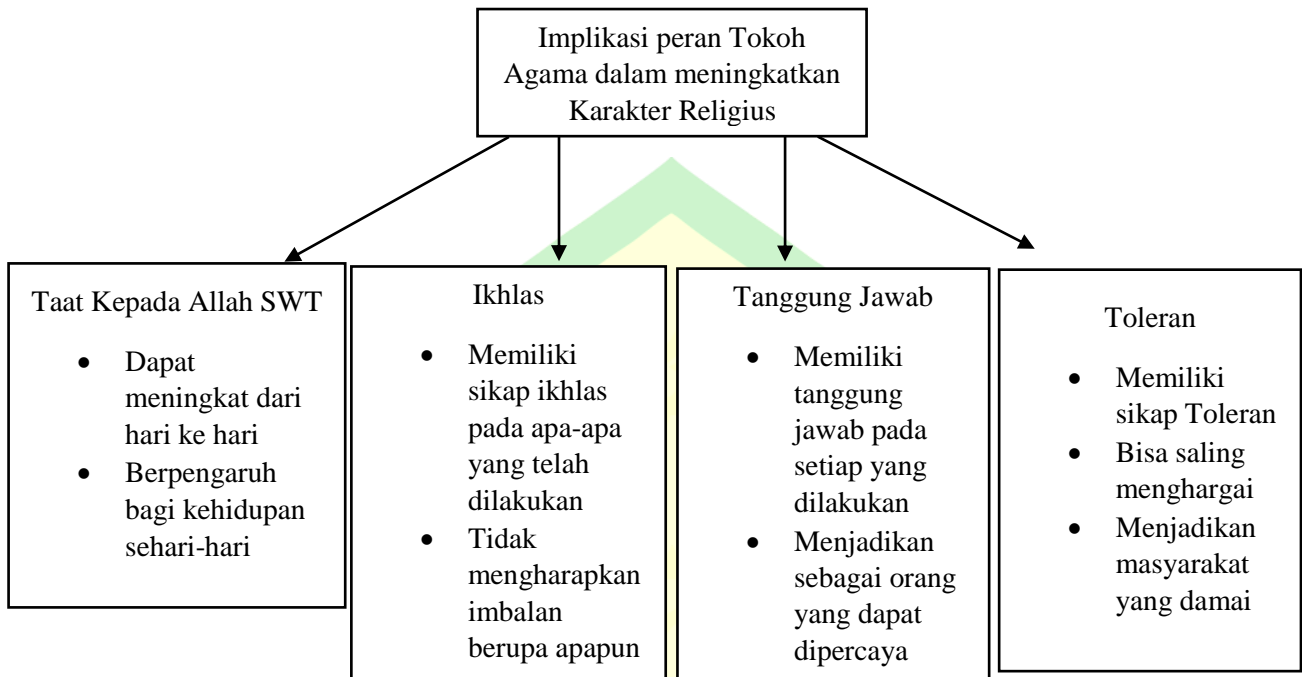 Implikasi peran Tokoh
Agama dalam meningkatkan
Karakter Religius
Taat Kepada Allah SWT
• Dapat
meningkat dari
hari ke hari
• Berpengaruh
bagi kehidupan
sehari-hari
Ikhlas
• Memiliki
sikap ikhlas
pada apa-apa
yang telah
dilakukan
• Tidak
mengharapkan
imbalan
berupa apapun
Tanggung Jawab
• Memiliki
tanggung
jawab pada
setiap yang
dilakukan
• Menjadikan
sebagai orang
yang dapat
dipercaya
Toleran
• Memiliki
sikap Toleran
• Bisa saling
menghargai
• Menjadikan
masyarakat
yang damai